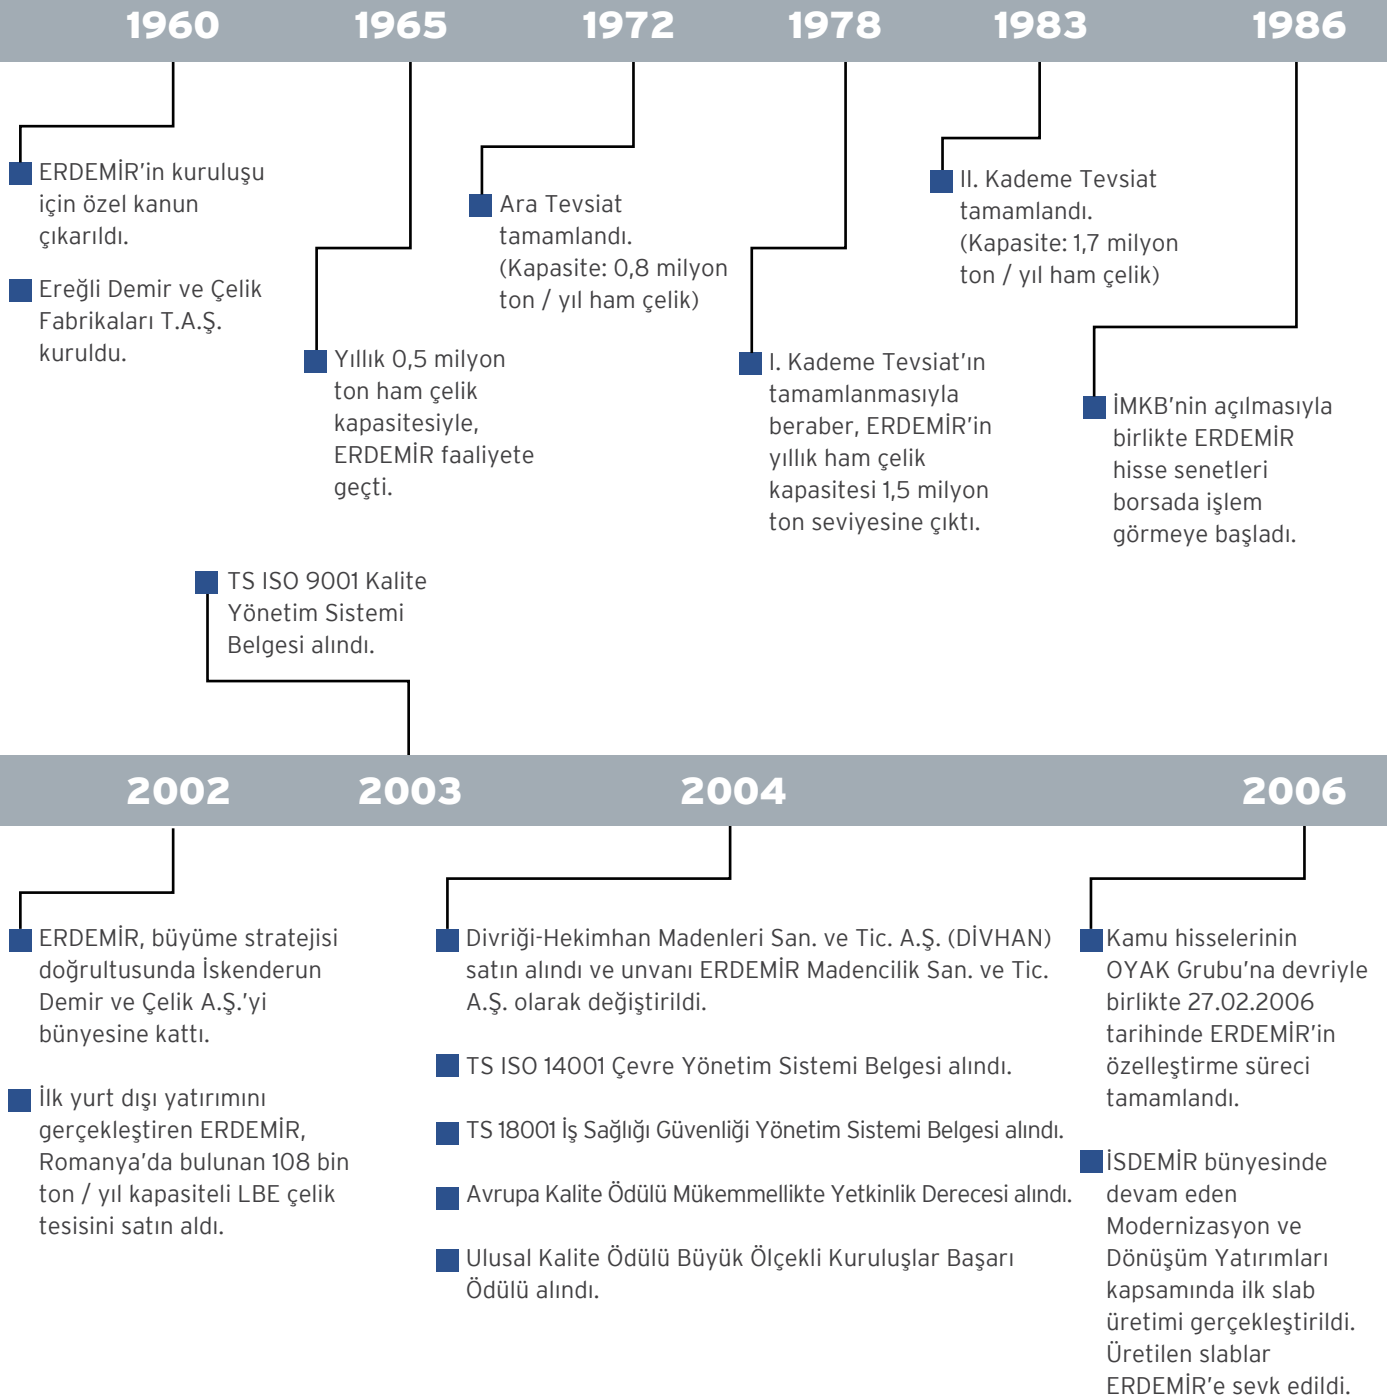 1960
1965
1972
1978
1983
1986
ERDEMİR’in kuruluşu
için özel kanun
çıkarıldı.
Ereğli Demir ve Çelik
Fabrikaları T.A.Ş.
kuruldu.
Yıllık 0,5 milyon
ton ham çelik
kapasitesiyle,
ERDEMİR faaliyete
geçti.
Ara Tevsiat
tamamlandı.
(Kapasite: 0,8 milyon
ton / yıl ham çelik)
I. Kademe Tevsiat’ın
tamamlanmasıyla
beraber, ERDEMİR’in
yıllık ham çelik
kapasitesi 1,5 milyon
ton seviyesine çıktı.
II. Kademe Tevsiat
tamamlandı.
(Kapasite: 1,7 milyon
ton / yıl ham çelik)
İMKB’nin açılmasıyla
birlikte ERDEMİR
hisse senetleri
borsada işlem
görmeye başladı.
TS ISO 9001 Kalite
Yönetim Sistemi
Belgesi alındı.
2002
2003
2004
2006
ERDEMİR, büyüme stratejisi
doğrultusunda İskenderun
Demir ve Çelik A.Ş.’yi
bünyesine kattı.
İlk yurt dışı yatırımını
gerçekleştiren ERDEMİR,
Romanya’da bulunan 108 bin
ton / yıl kapasiteli LBE çelik
tesisini satın aldı.
Divriği-Hekimhan Madenleri San. ve Tic. A.Ş. (DİVHAN)
satın alındı ve unvanı ERDEMİR Madencilik San. ve Tic.
A.Ş. olarak değiştirildi.
TS ISO 14001 Çevre Yönetim Sistemi Belgesi alındı.
TS 18001 İş Sağlığı Güvenliği Yönetim Sistemi Belgesi alındı.
Avrupa Kalite Ödülü Mükemmellikte Yetkinlik Derecesi alındı.
Ulusal Kalite Ödülü Büyük Ölçekli Kuruluşlar Başarı
Ödülü alındı.
Kamu hisselerinin
OYAK Grubu’na devriyle
birlikte 27.02.2006
tarihinde ERDEMİR’in
özelleştirme süreci
tamamlandı.
İSDEMİR bünyesinde
devam eden
Modernizasyon ve
Dönüşüm Yatırımları
kapsamında ilk slab
üretimi gerçekleştirildi.
Üretilen slablar
ERDEMİR’e sevk edildi.